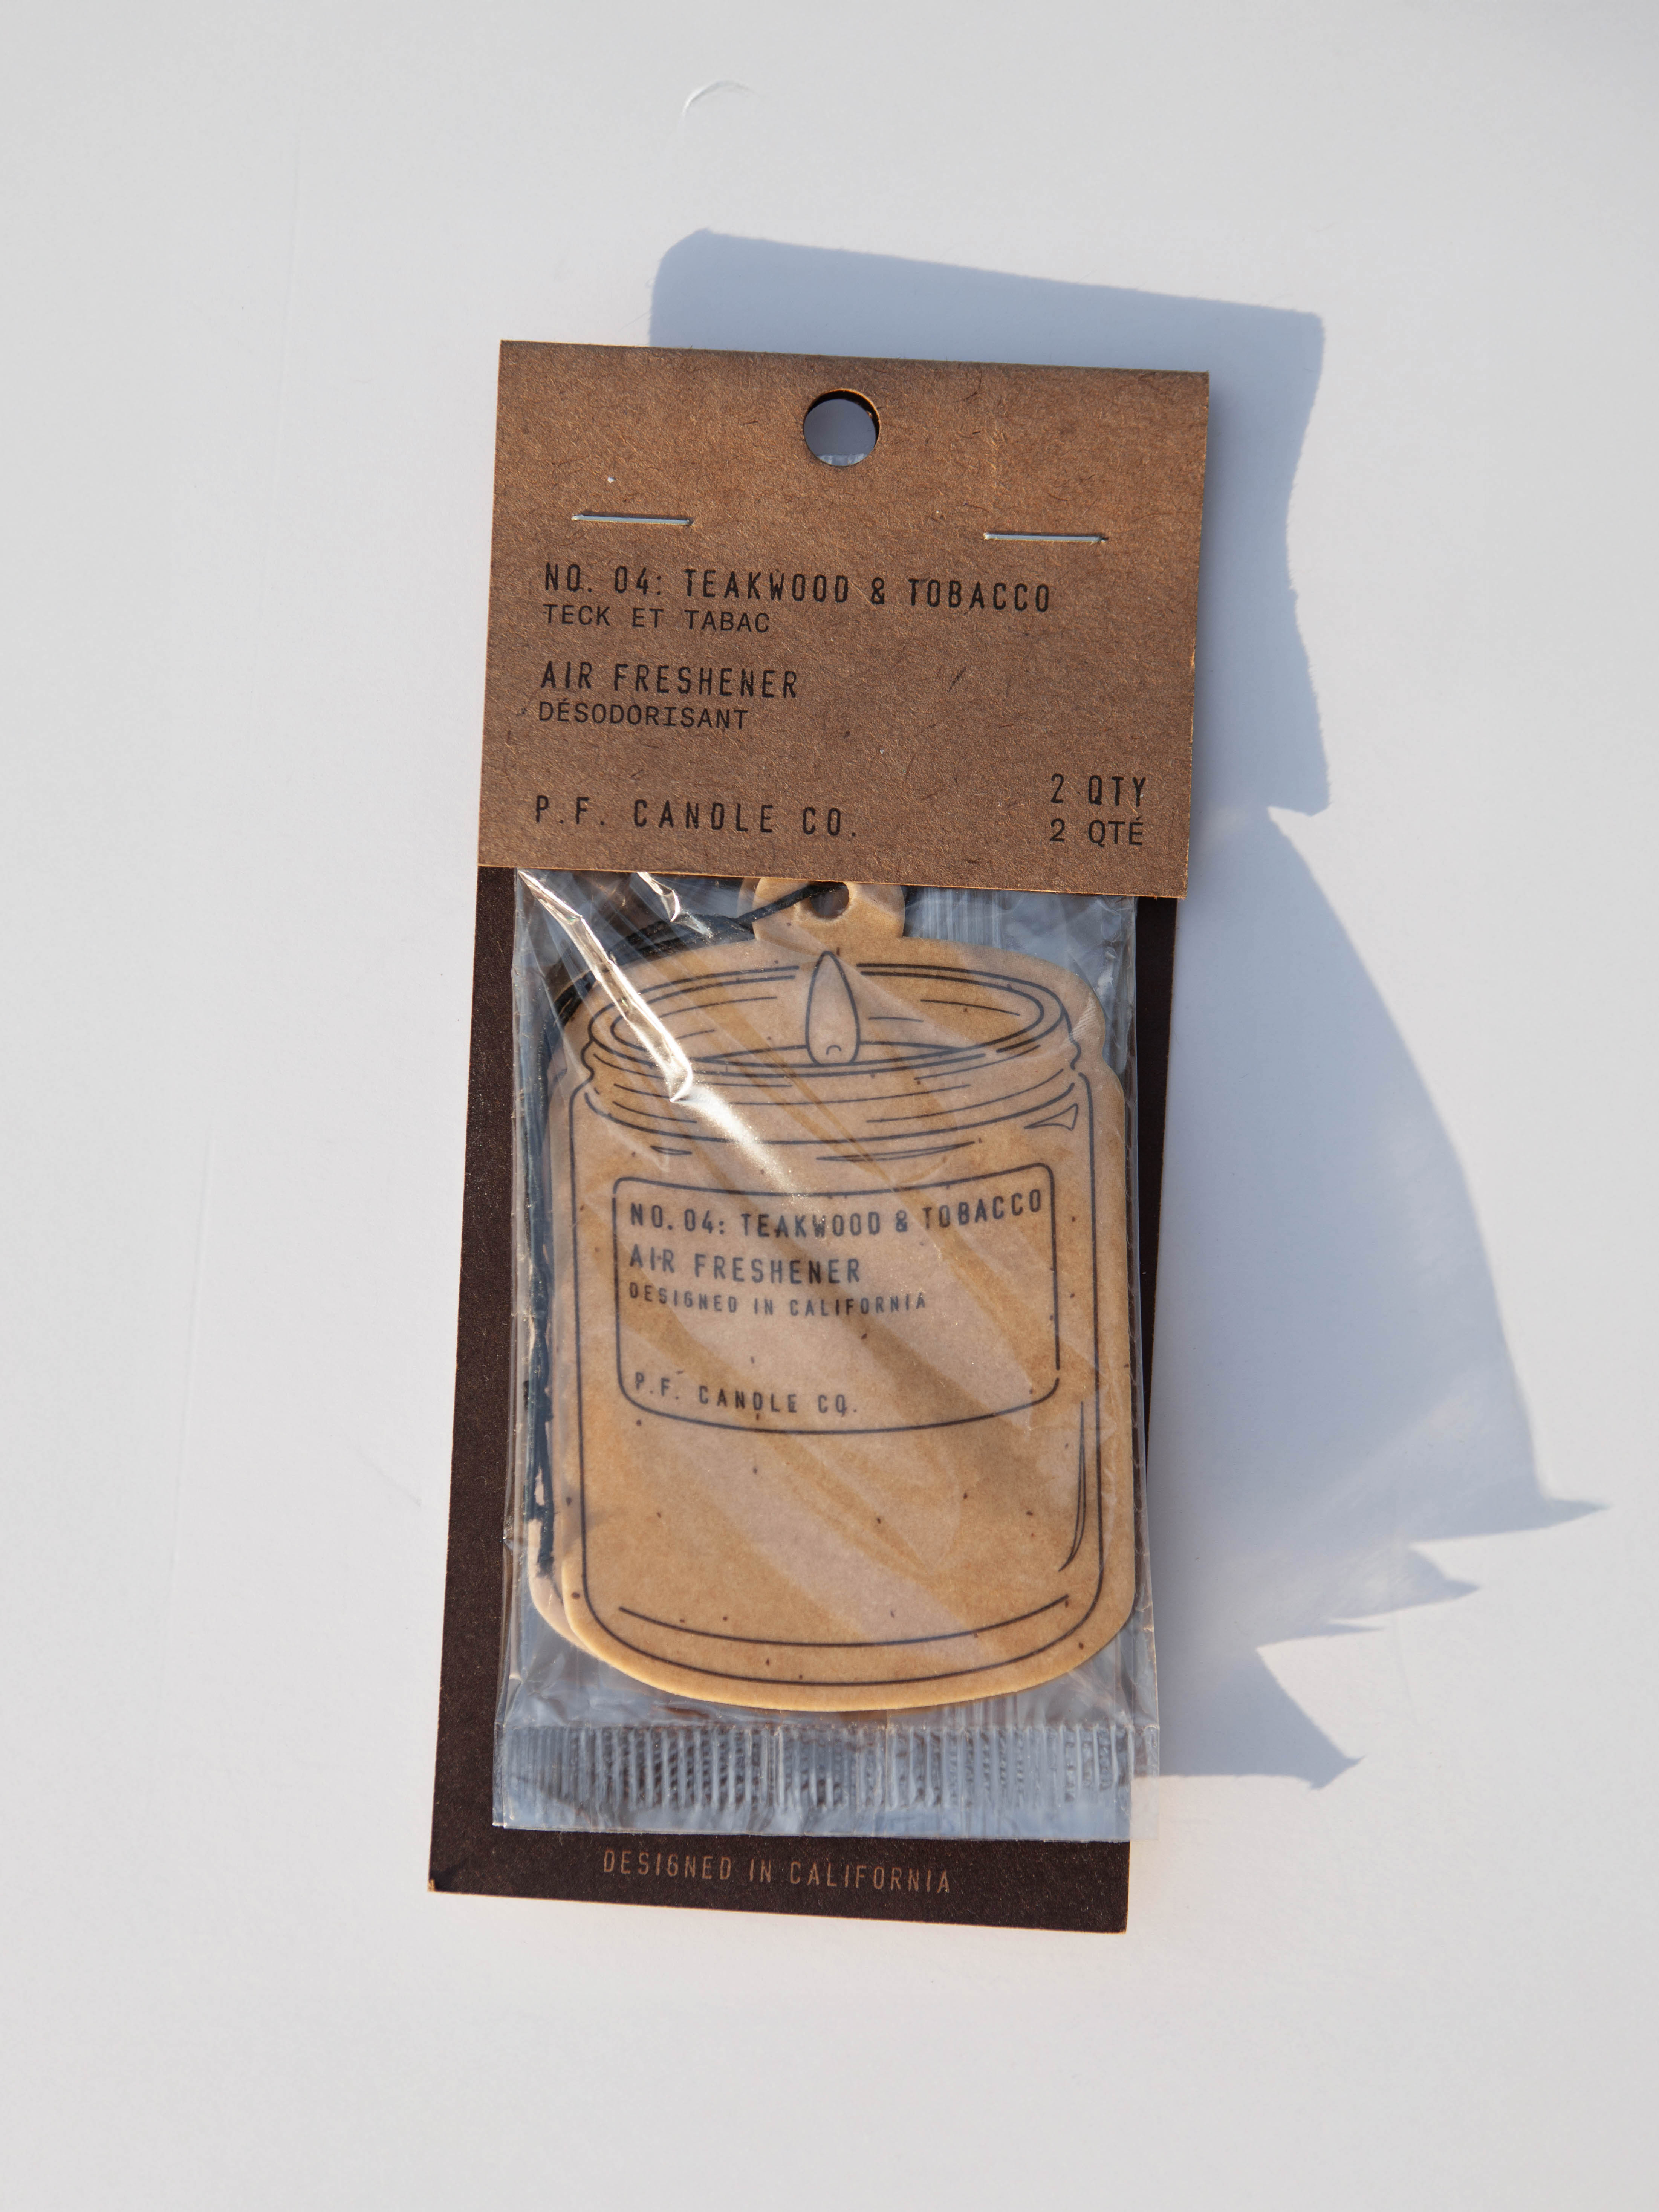 NO. 04: TEAKWOOD & TOBACCO
TECK ET TABAC
AIR FRESHENER
DÉSODORISANT
P.F. CANDLE CO.
2 QTY
2 QTÉ
NO. 04: TEAKWOOD & TOBACCO
AIR FRESHENER
DESIGNED IN CALIFORNIA
P.F. CANDLE CO.
DESIGNED IN CALIFORNIA